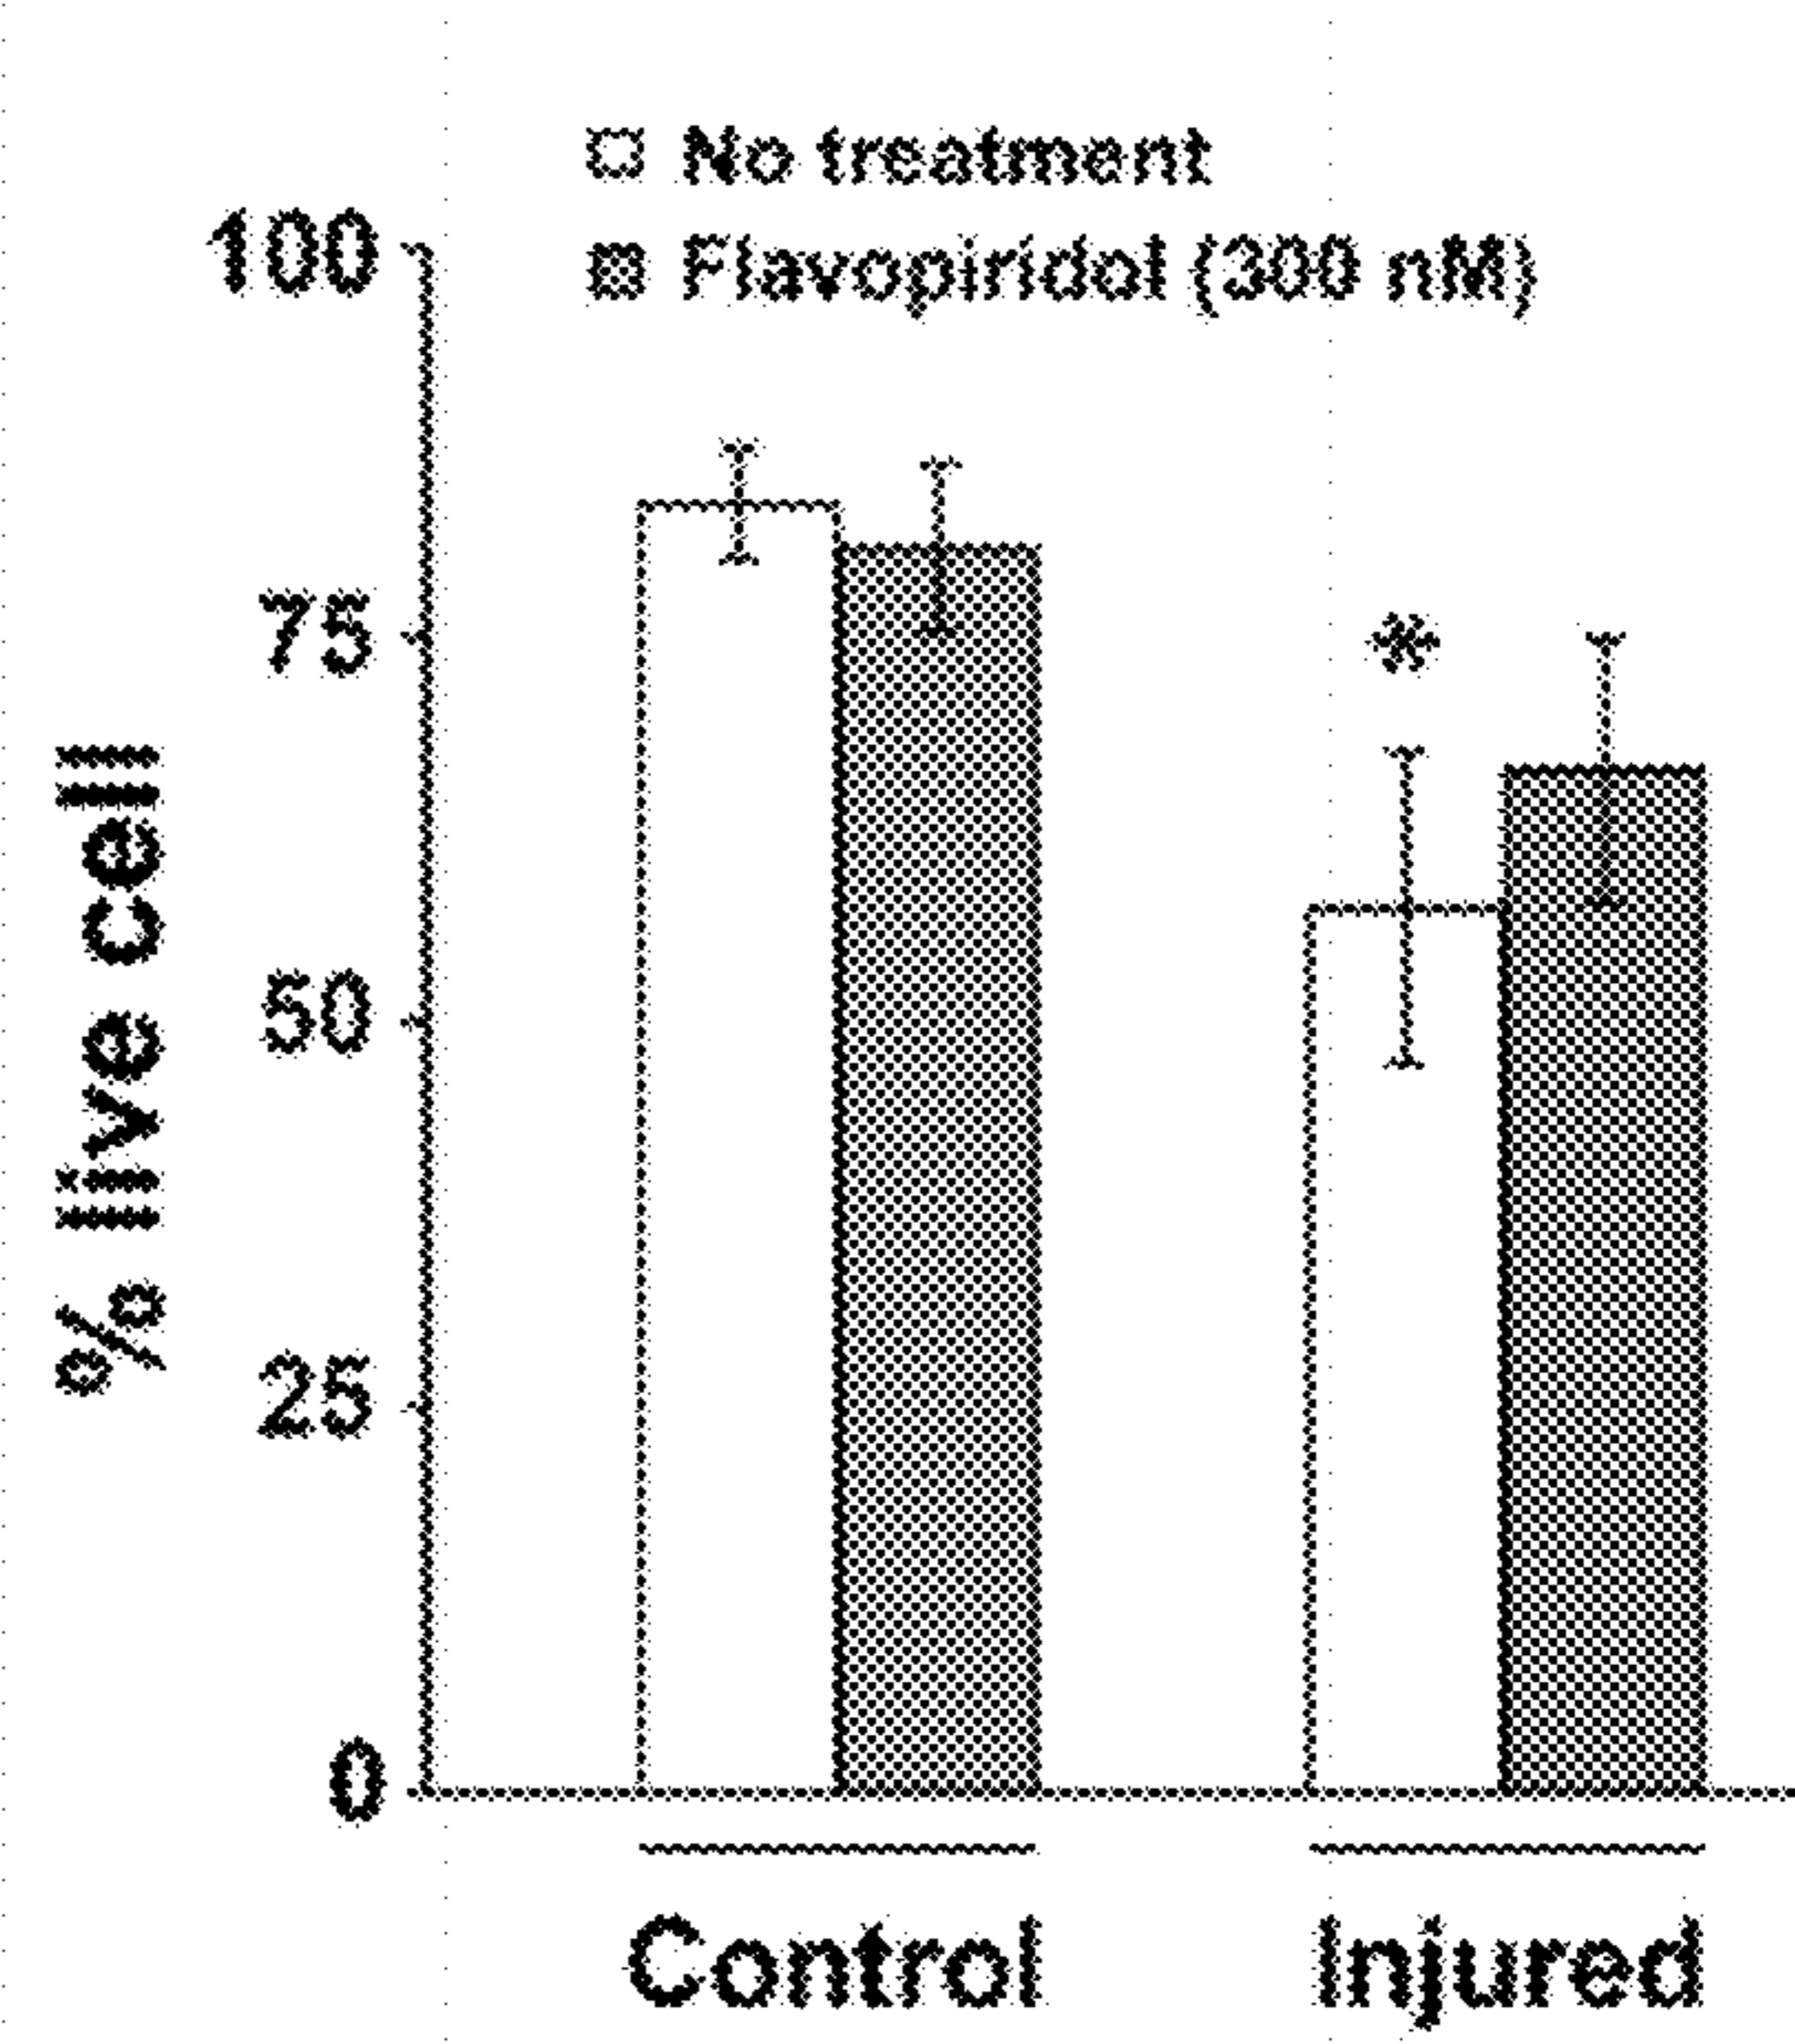 No treatment
Flavopiridol (300 nM)
100
75
50
25
0
% live cell
*
Control
Injured